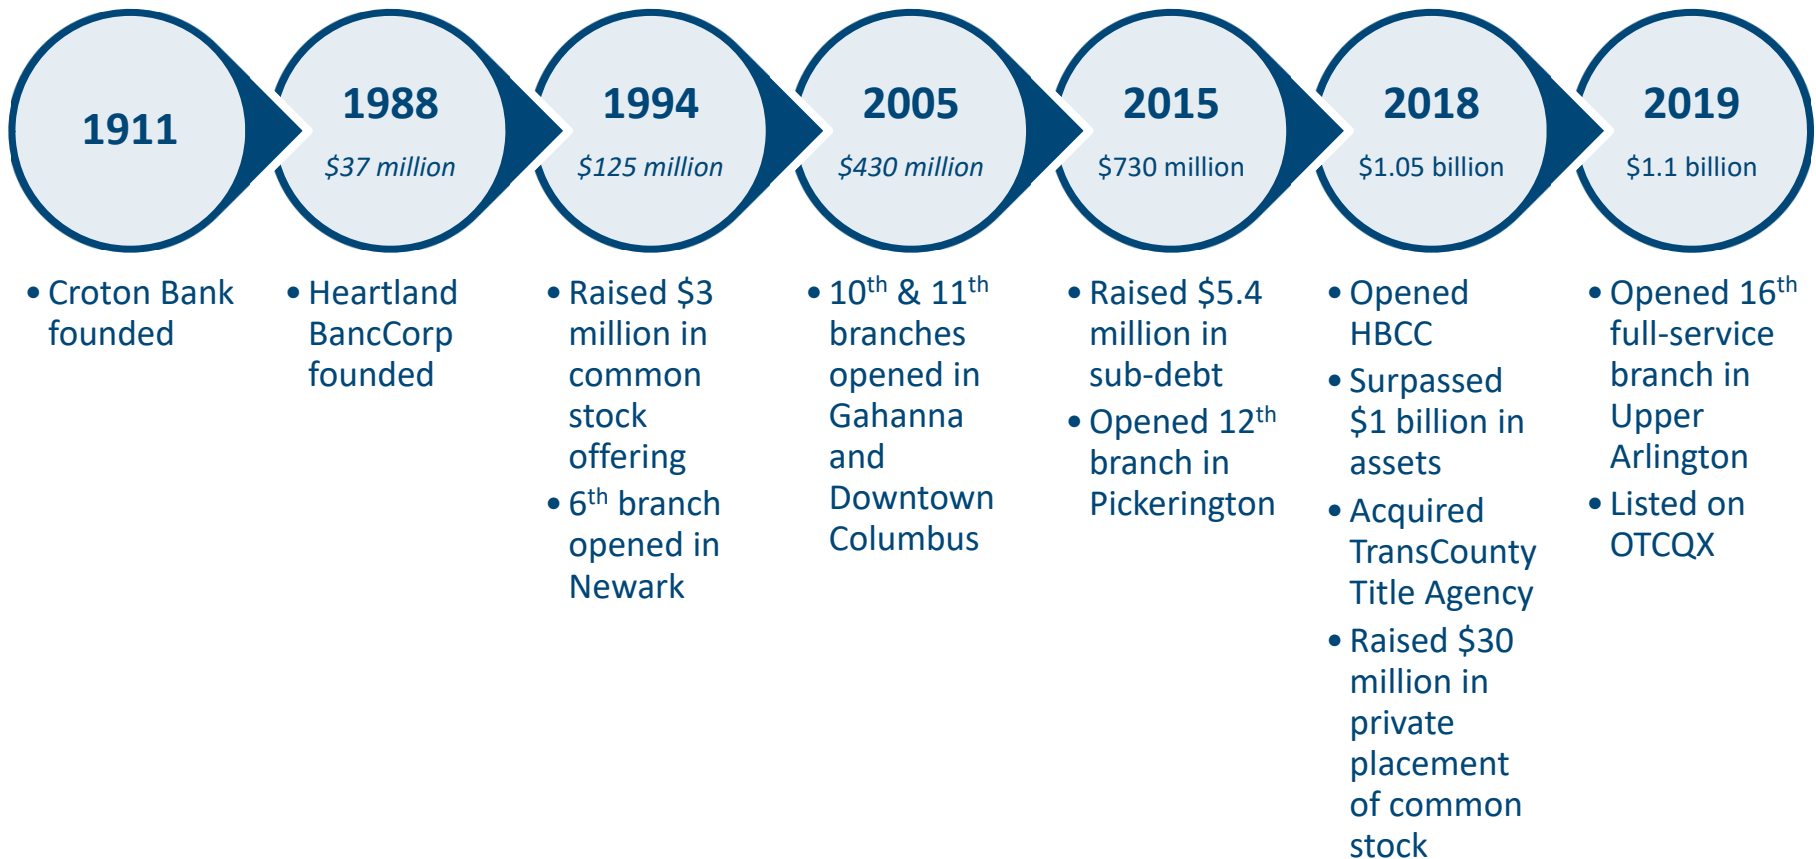 1911
• Croton Bank
founded
1988
$37 million
• Heartland
BancCorp
founded
1994
$125 million
• Raised $3
million in
common
stock
offering
• 6th branch
opened in
Newark
2005
$430 million
• 10th & 11th
branches
opened in
Gahanna
and
Downtown
Columbus
2015
$730 million
• Raised $5.4
million in
sub-debt
• Opened 12th
branch in
Pickerington
2018
$1.05 billion
• Opened
HBCC
• Surpassed
$1 billion in
assets
• Acquired
TransCounty
Title Agency
• Raised $30
million in
private
placement
of common
stock
2019
$1.1 billion
• Opened 16th
full-service
branch in
Upper
Arlington
• Listed on
OTCQX